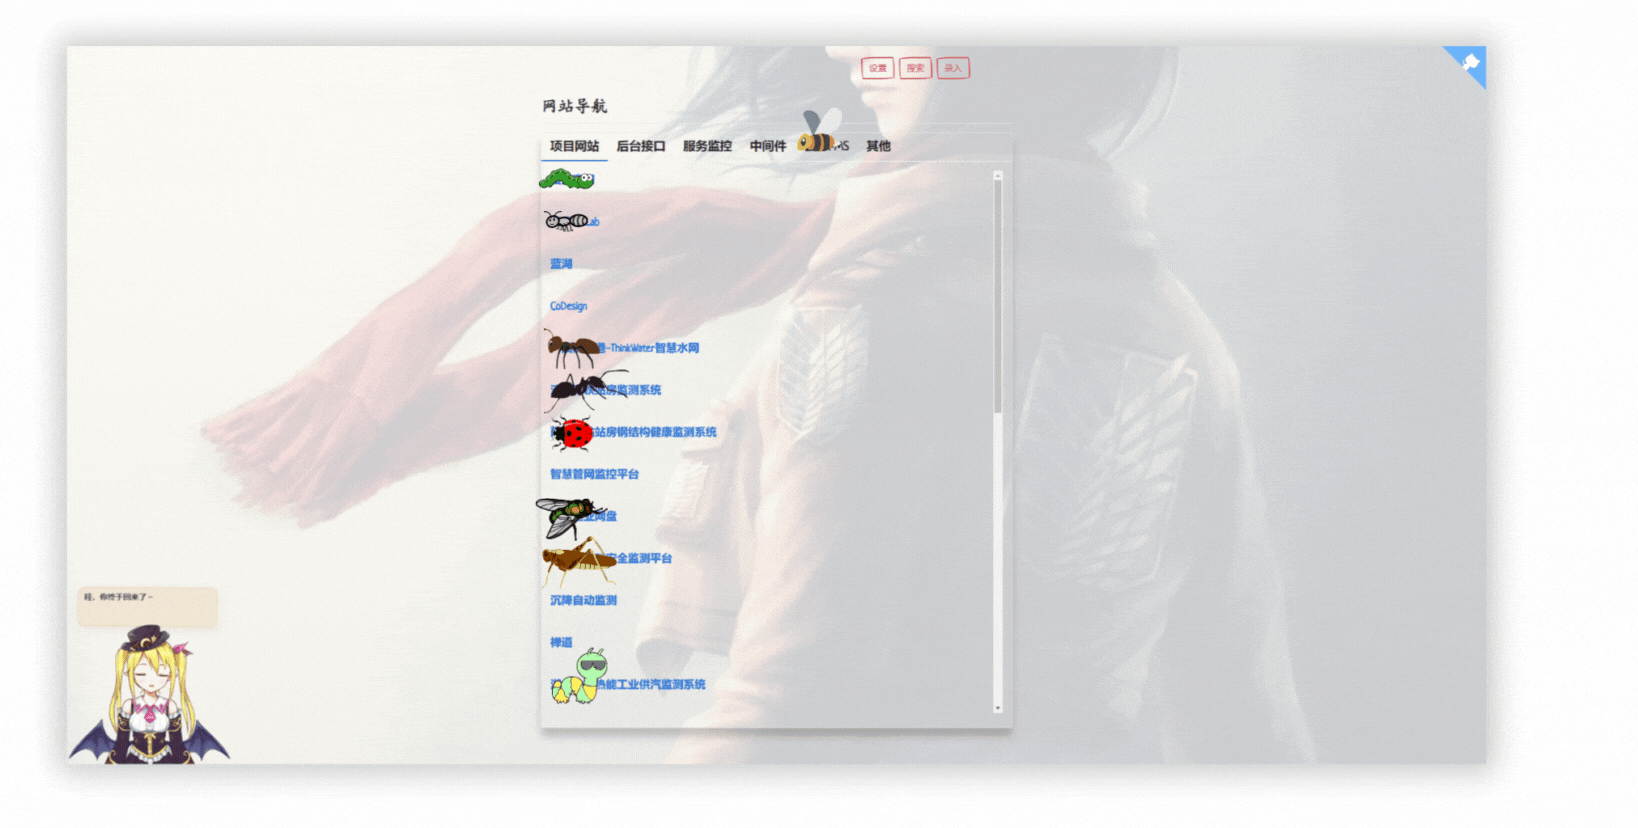 设置 搜索 录入
网站导航
项目网站 后台接口 服务监控 中间件 其他
蓝湖
CoDesign
-ThinkWater智慧水网
房监测系统
站房钢结构健康监测系统
智慧管网监控平台
网盘
安全监测平台
沉降自动监测
禅道
热能工业供汽监测系统
哇，你终于回来了~